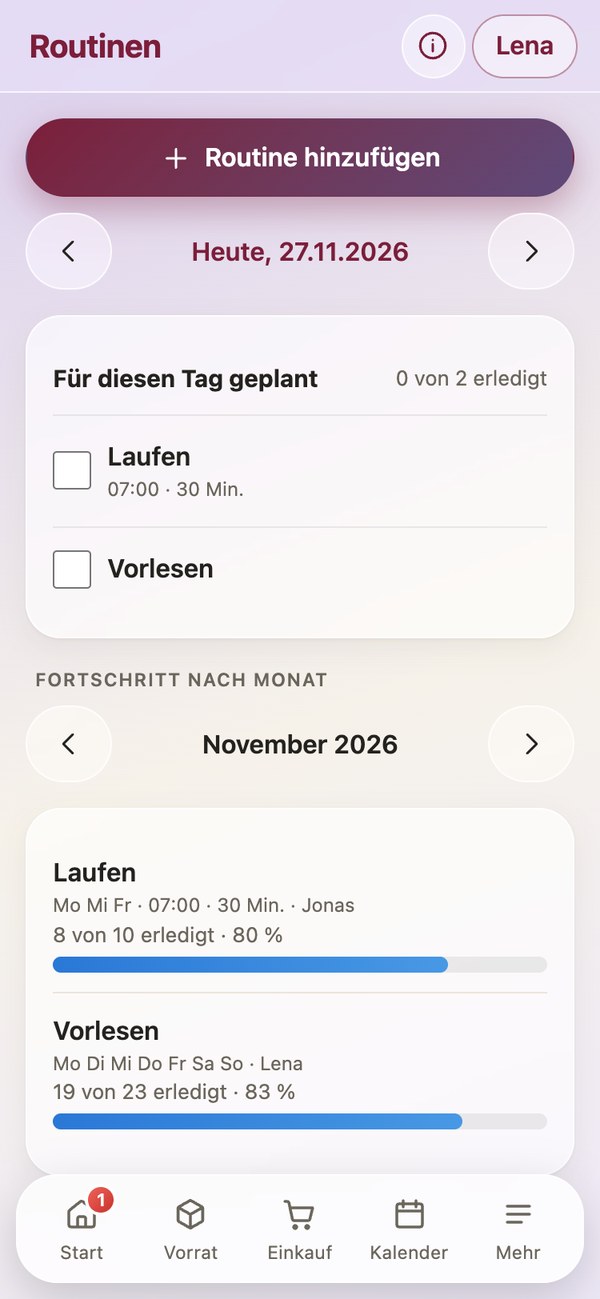 Routinen
Lena
Routine hinzufügen
Heute, 27.11.2026
Für diesen Tag geplant
0 von 2 erledigt
Laufen
07:00 · 30 Min.
Vorlesen
FORTSCHRITT NACH MONAT
November 2026
Laufen
Mo Mi Fr · 07:00 · 30 Min. · Jonas
8 von 10 erledigt · 80 %
Vorlesen
Mo Di Mi Do Fr Sa So · Lena
19 von 23 erledigt · 83 %
1
Start
Vorrat
Einkauf
Kalender
Mehr